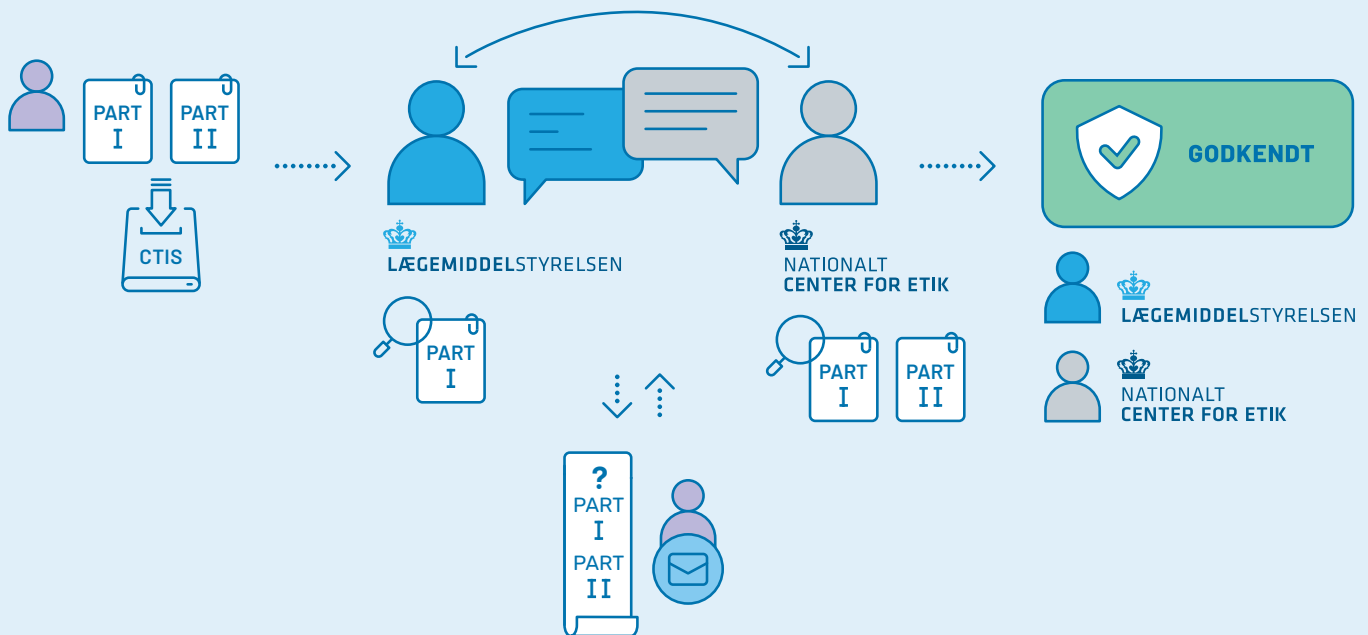 PART
I
PART
II
CTIS
LÆGEMIDDELSTYRELSEN
PART
I
NATIONALT
CENTER FOR ETIK
PART
I
PART
II
?
PART
I
PART
II
GODKENDT
LÆGEMIDDELSTYRELSEN
NATIONALT
CENTER FOR ETIK